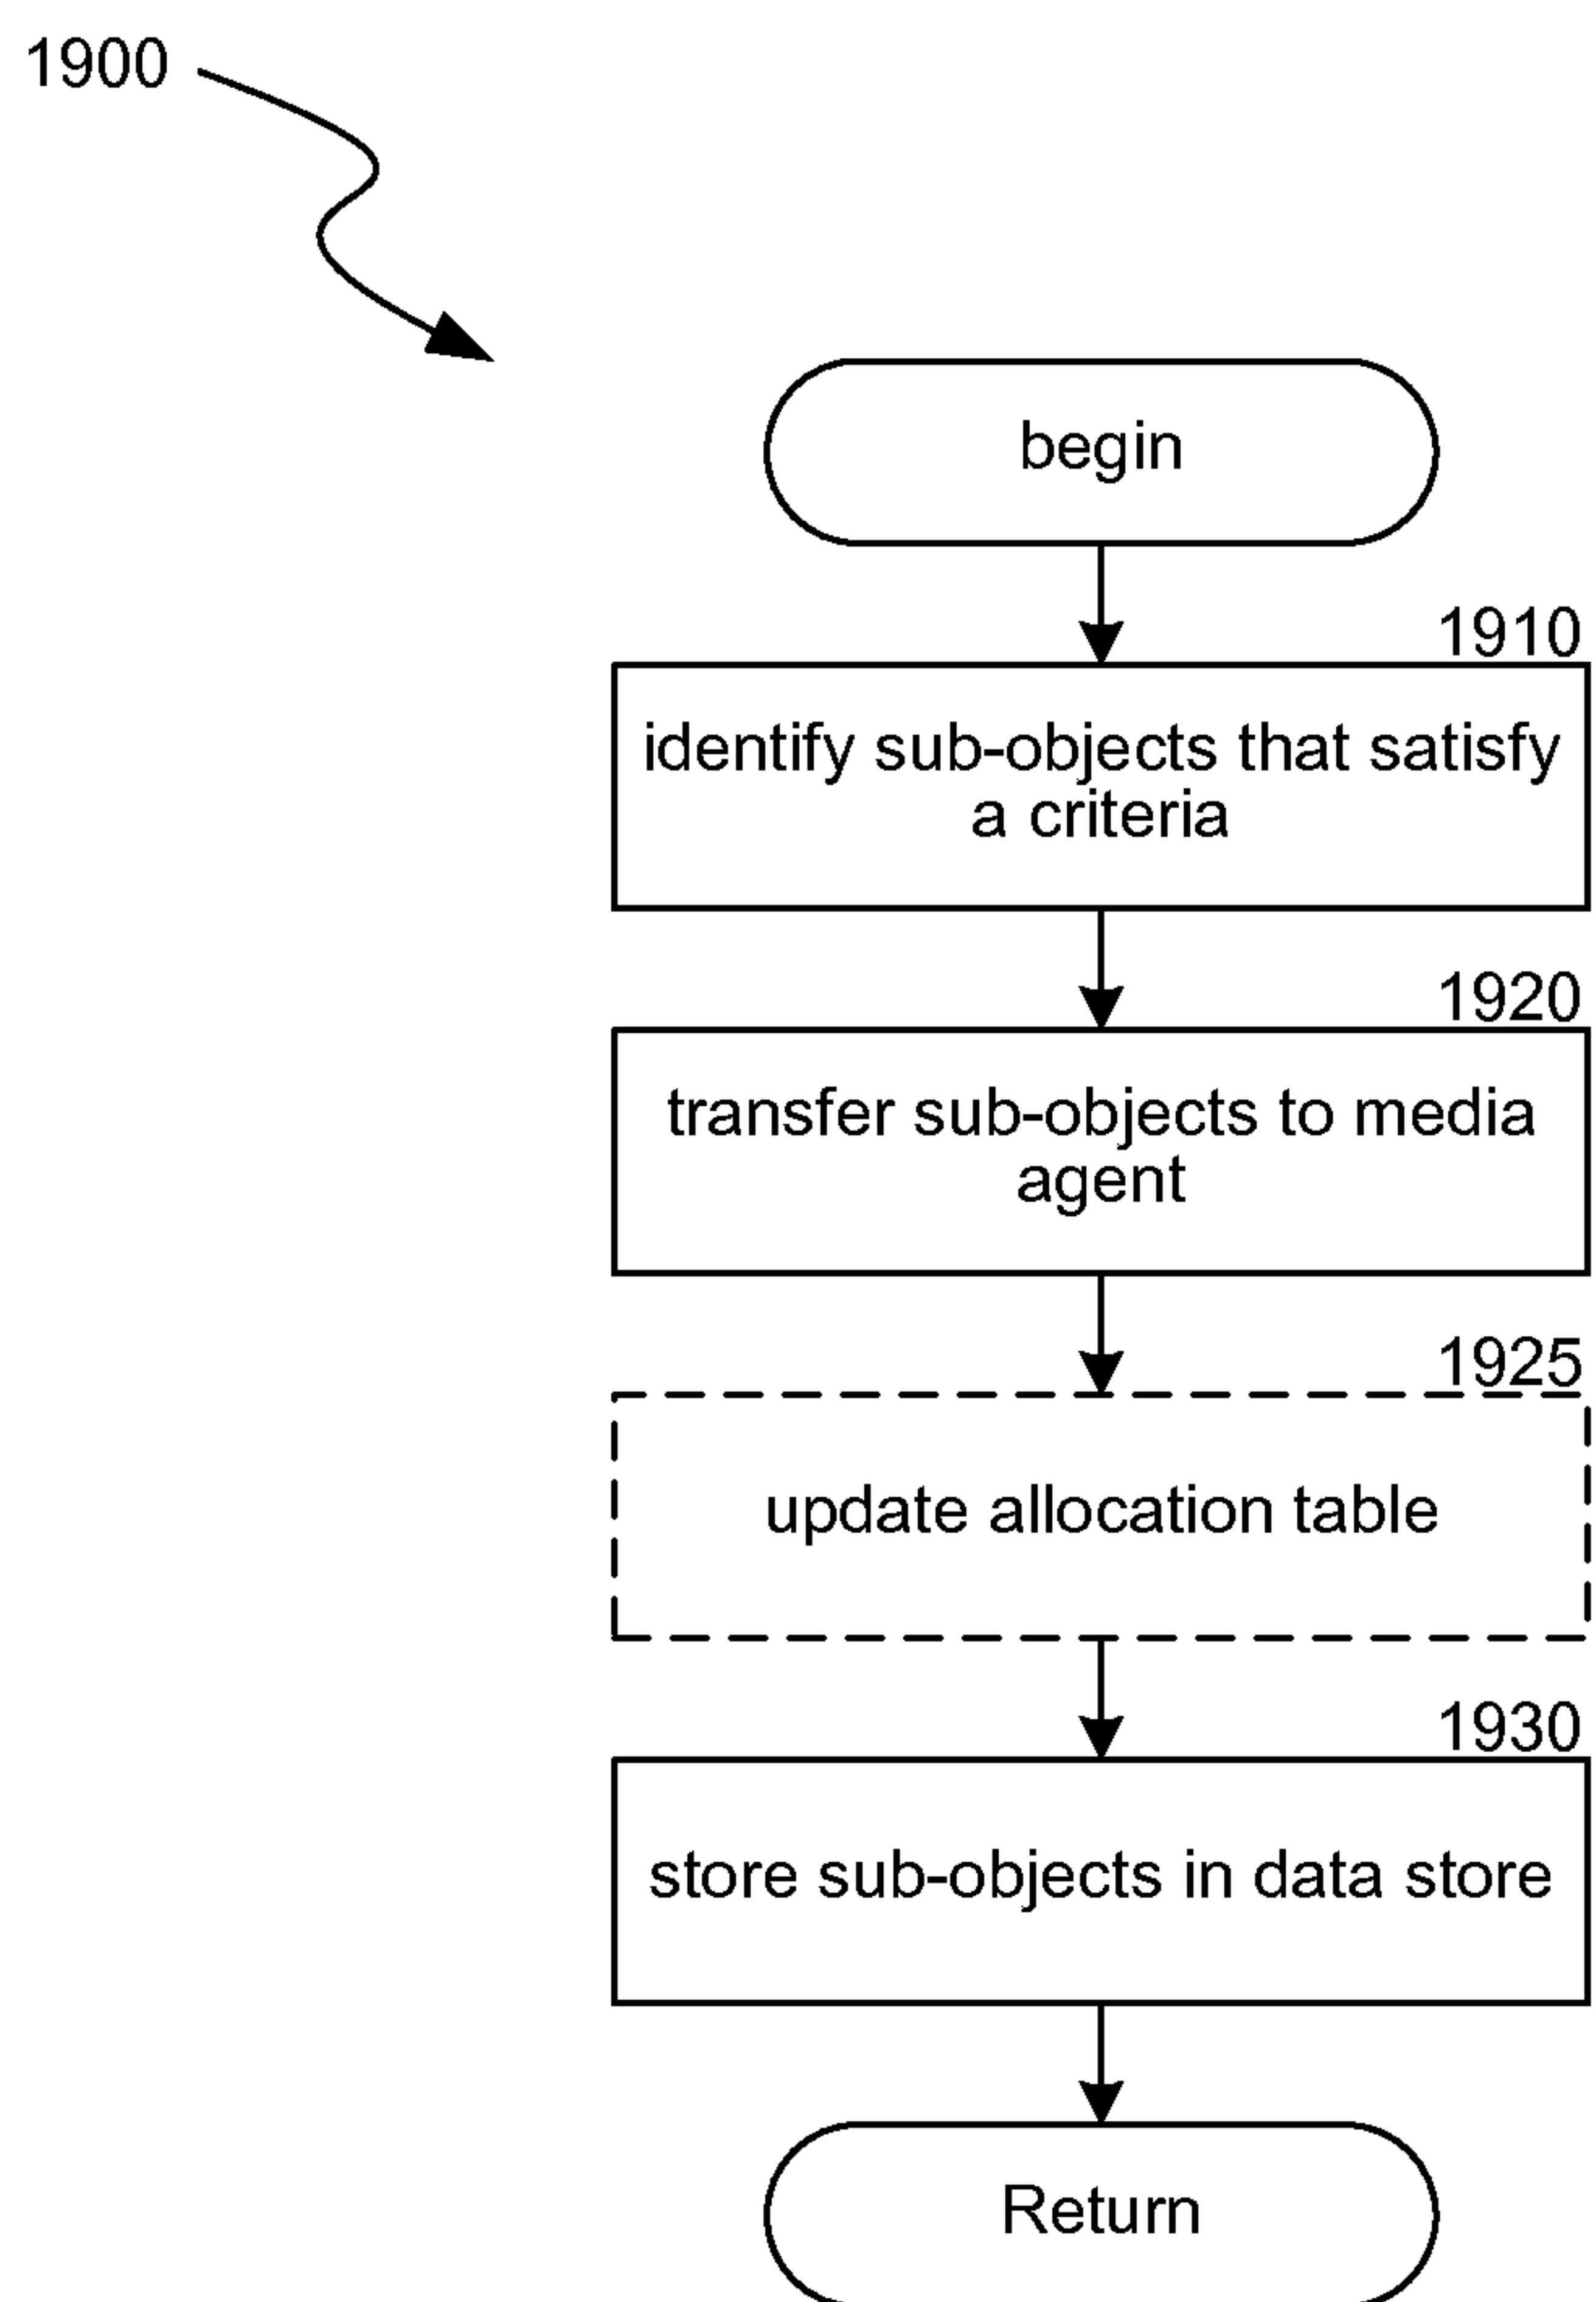 1900
begin
1910
identify sub-objects that satisfy
a criteria
1920
transfer sub-objects to media
agent
1925
update allocation table
1930
store sub-objects in data store
Return